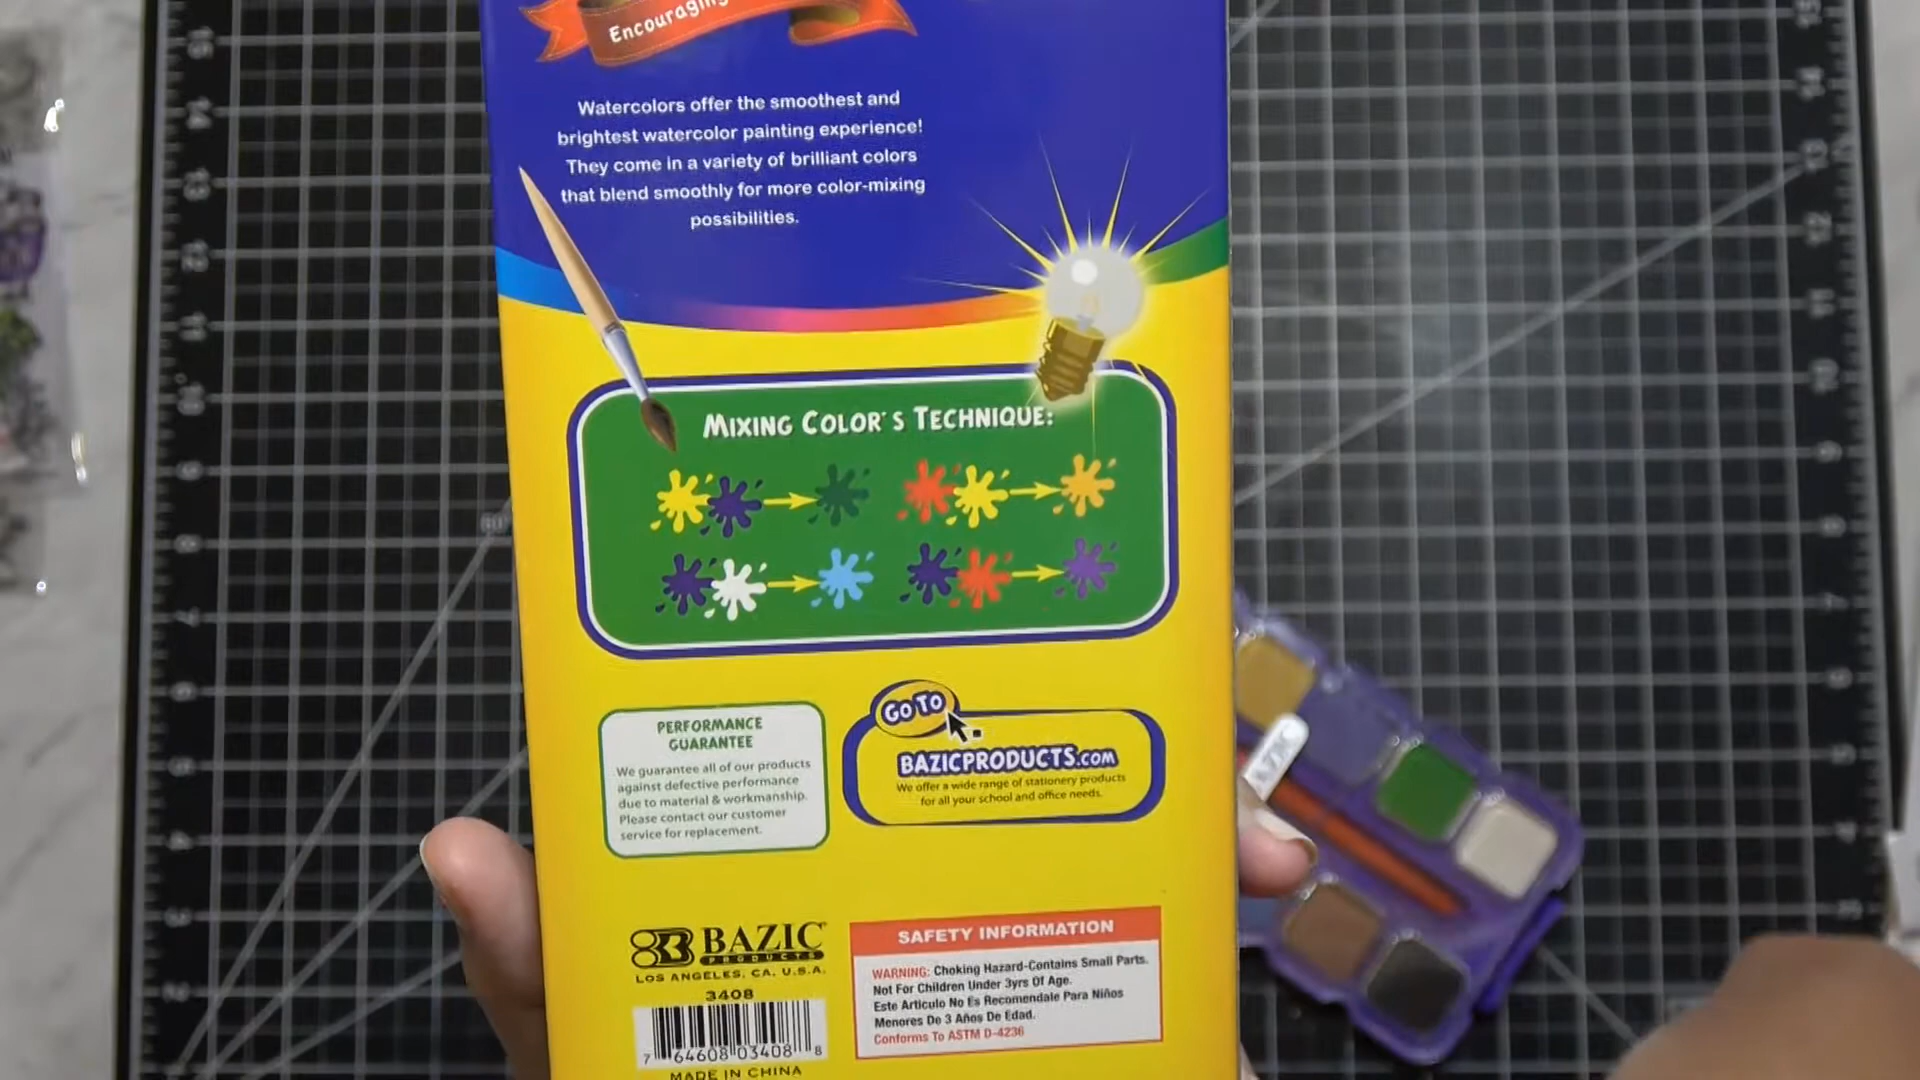 Encouraging
Watercolors offer the smoothest and
brightest watercolor painting experience!
They come in a variety of brilliant colors
that blend smoothly for more color-mixing
possibilities.
MIXING COLOR'S TECHNIQUE:
PERFORMANCE
GUARANTEE
We guarantee all of our products
against defective performance
due to material & workmanship.
Please contact our customer
service for replacement.
GO TO
BAZICPRODUCTS.COM
We offer a wide range of stationery products
for all your school and office needs.
BAZIC
PRODUCTS
LOS ANGELES, CA. U.S.A.
3408
7 64608 03408 8
MADE IN CHINA
SAFETY INFORMATION
WARNING: Choking Hazard-Contains Small Parts.
Not For Children Under 3yrs Of Age.
Este Articulo No Es Recomendale Para Niños
Menores De 3 Años De Edad.
Conforms To ASTM D-4236